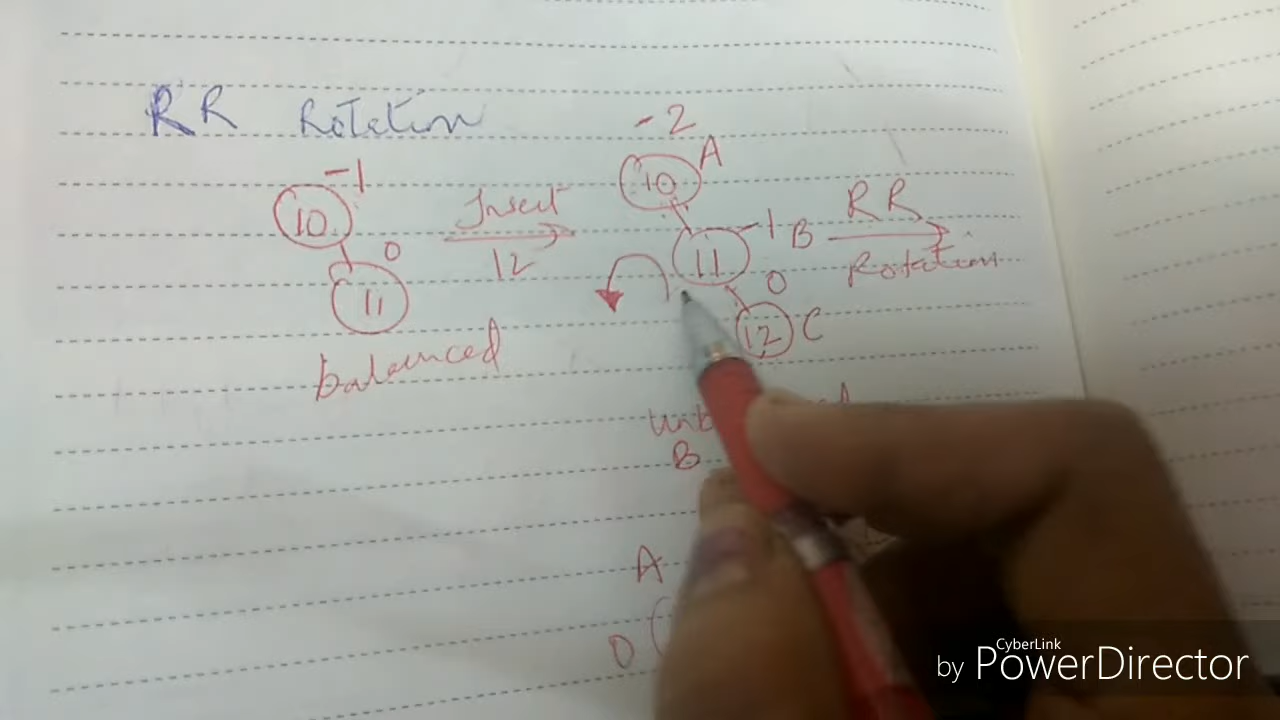 RR Rotation
-1
10
0
11
balanced
Insert
12
-2
10 A
11 -1 B
0
12 C
RR
Rotation
B
A
0
CyberLink
by PowerDirector